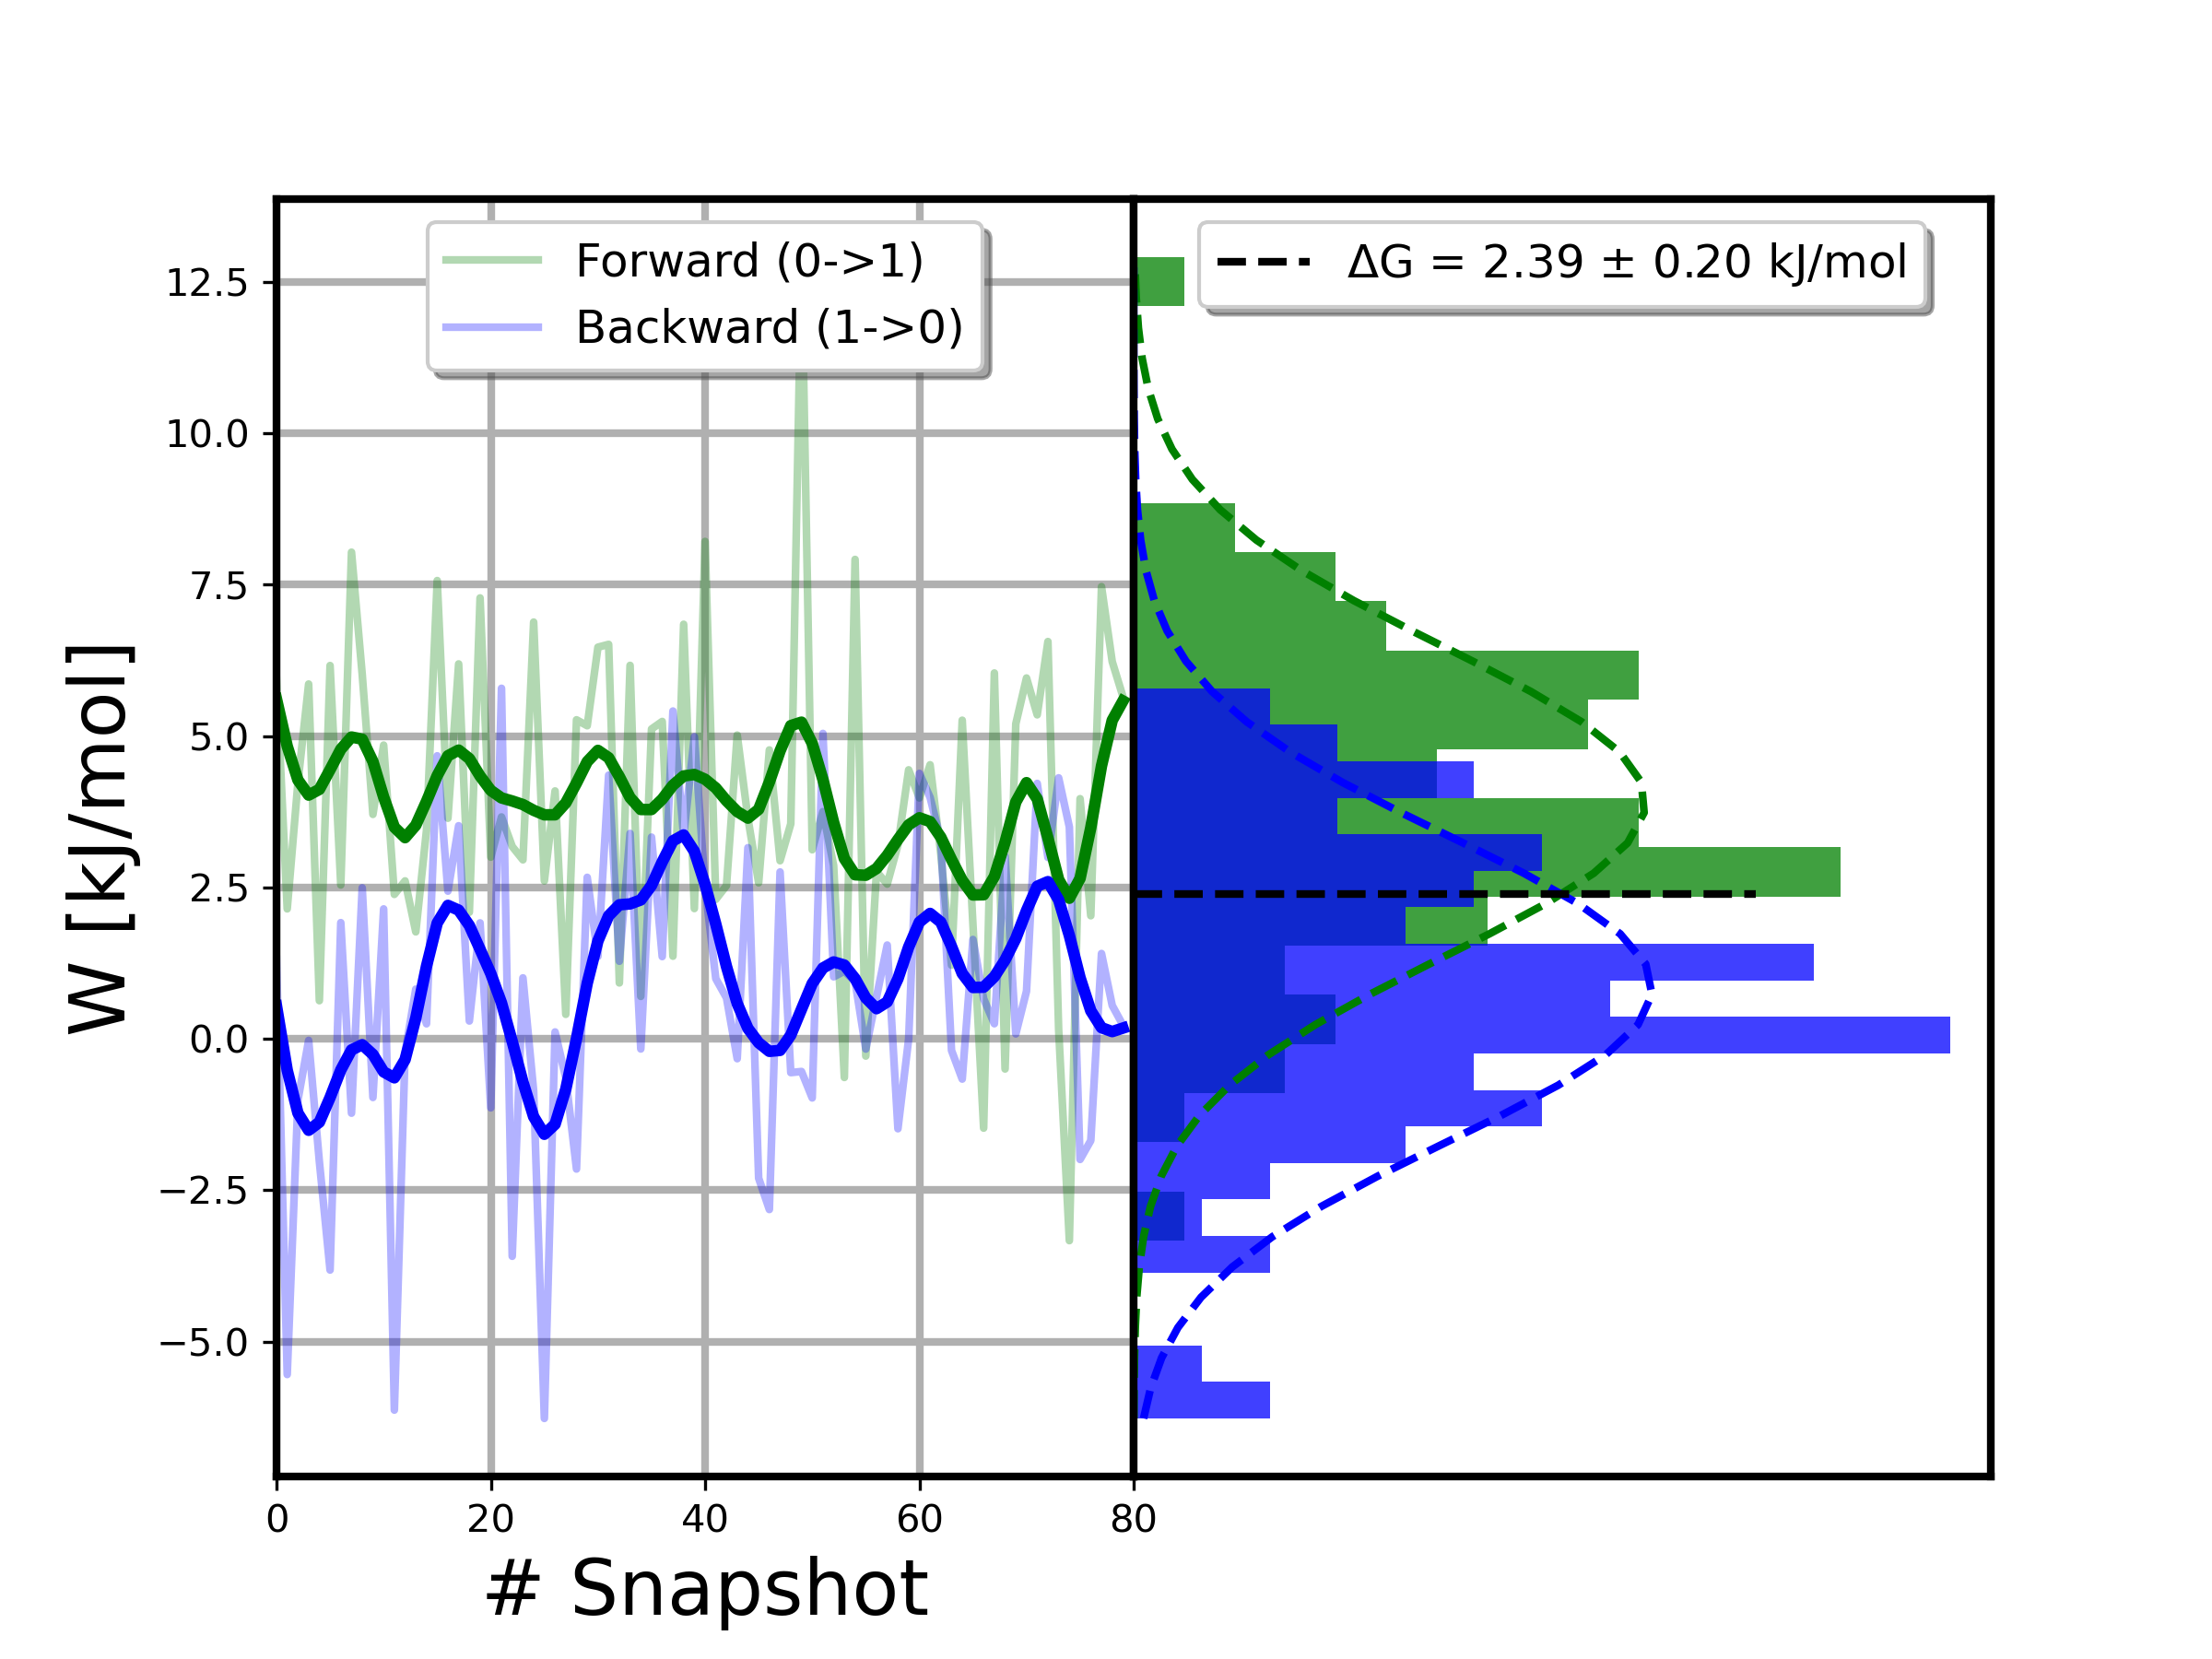 Forward (0->1)
Backward (1->0)
ΔG = 2.39 ± 0.20 kJ/mol
W [kJ/mol]
12.5
10.0
7.5
5.0
2.5
0.0
−2.5
−5.0
0 20 40 60 80
# Snapshot